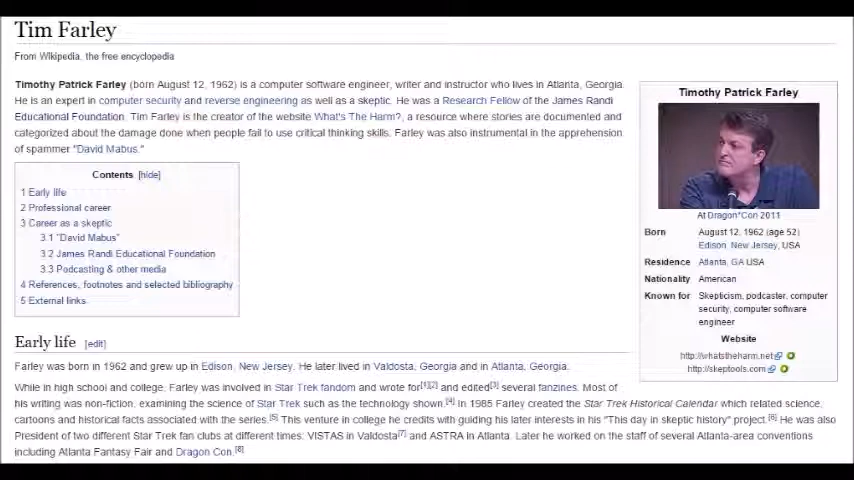 Tim Farley
From Wikipedia, the free encyclopedia
Timothy Patrick Farley (born August 12, 1962) is a computer software engineer, writer and instructor who lives in Atlanta, Georgia.
He is an expert in computer security and reverse engineering as well as a skeptic. He was a Research Fellow of the James Randi
Educational Foundation. Tim Farley is the creator of the website What's The Harm?, a resource where stories are documented and
categorized about the damage done when people fail to use critical thinking skills. Farley was also instrumental in the apprehension
of spammer "David Mabus."
Contents [hide]
1 Early life
2 Professional career
3 Career as a skeptic
3.1 "David Mabus"
3.2 James Randi Educational Foundation
3.3 Podcasting & other media
4 References, footnotes and selected bibliography
5 External links
Timothy Patrick Farley
At Dragon*Con 2011
Born August 12, 1962 (age 52)
Edison, New Jersey, USA
Residence Atlanta, GA USA
Nationality American
Known for Skepticism, podcaster, computer
security, computer software
engineer
Website
http://whatstheharm.net
http://skeptools.com
Early life [edit]
Farley was born in 1962 and grew up in Edison, New Jersey. He later lived in Valdosta, Georgia and in Atlanta, Georgia.
While in high school and college, Farley was involved in Star Trek fandom and wrote for[1][2] and edited[3] several fanzines. Most of
his writing was non-fiction, examining the science of Star Trek such as the technology shown.[4] In 1985 Farley created the Star Trek Historical Calendar which related science,
cartoons and historical facts associated with the series.[5] This venture in college he credits with guiding his later interests in his "This day in skeptic history" project.[6] He was also
President of two different Star Trek fan clubs at different times: VISTAS in Valdosta[7] and ASTRA in Atlanta. Later he worked on the staff of several Atlanta-area conventions
including Atlanta Fantasy Fair and Dragon Con.[8]